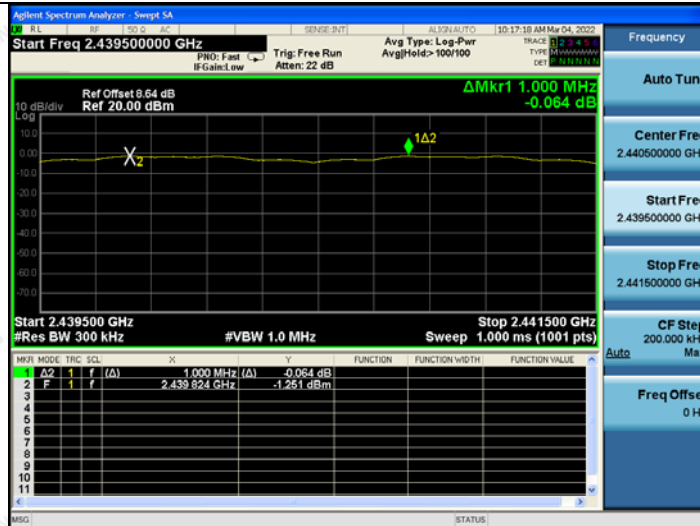 Agilent Spectrum Analyzer - Swept SA
RL RF 50 Ω AC SENSE:INT ALIGN AUTO 10:17:18 AM Mar 04, 2022
Start Freq 2.439500000 GHz
PNO: Fast
IFGain:Low
Trig: Free Run
Atten: 22 dB
Avg Type: Log-Pwr
Avg|Hold:>100/100
TRACE 1 2 3 4 5 6
TYPE
DET P N N N N N
10 dB/div
Log
Ref Offset 8.64 dB
Ref 20.00 dBm
ΔMkr1 1.000 MHz
-0.064 dB
10.0
0.00
-10.0
-20.0
-30.0
-40.0
-50.0
-60.0
-70.0
1Δ2
2
Start 2.439500 GHz Stop 2.441500 GHz
#Res BW 300 kHz #VBW 1.0 MHz Sweep 1.000 ms (1001 pts)
MKR MODE TRC SCL X Y FUNCTION FUNCTION WIDTH FUNCTION VALUE
1 Δ2 1 f (Δ) 1.000 MHz (Δ) -0.064 dB
2 F 1 f 2.439 824 GHz -1.251 dBm
3
4
5
6
7
8
9
10
11
MSG STATUS
Frequency
Auto Tun
Center Fre
2.440500000 GH
Start Fre
2.439500000 GH
Stop Fre
2.441500000 GH
CF Ste
200.000 kH
Auto Ma
Freq Offse
0 H